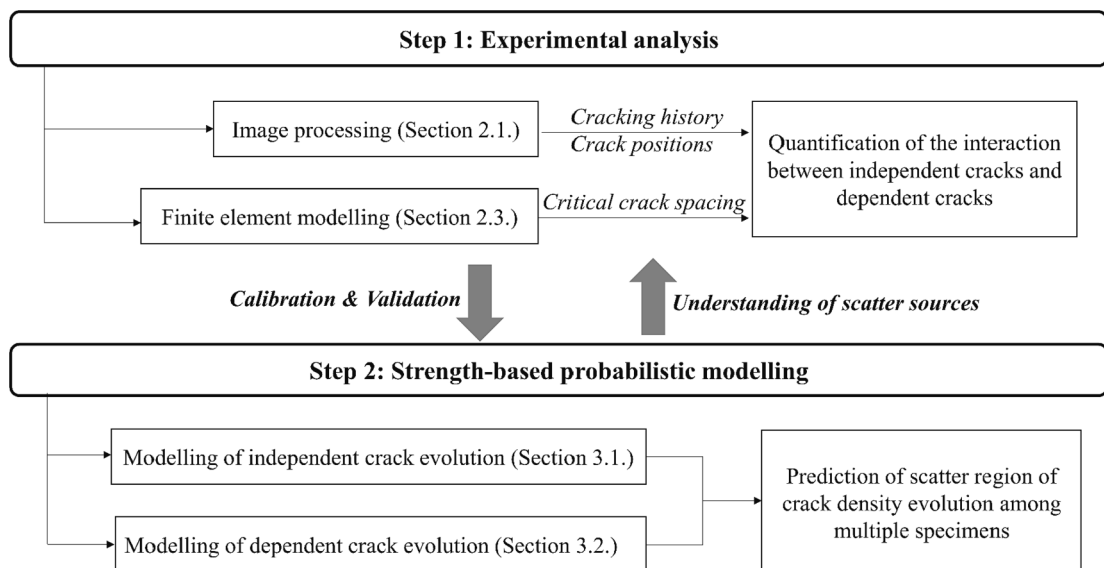 Step 1: Experimental analysis
Image processing (Section 2.1.)
Cracking history
Crack positions
Quantification of the interaction
between independent cracks and
dependent cracks
Finite element modelling (Section 2.3.)
Critical crack spacing
Calibration & Validation
Understanding of scatter sources
Step 2: Strength-based probabilistic modelling
Modelling of independent crack evolution (Section 3.1.)
Modelling of dependent crack evolution (Section 3.2.)
Prediction of scatter region of
crack density evolution among
multiple specimens